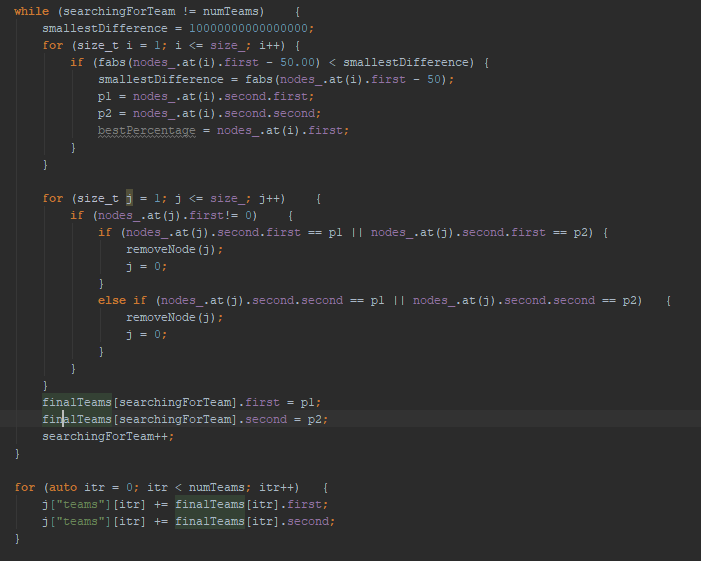 while (searchingForTeam != numTeams)    {
    smallestDifference = 10000000000000000;
    for (size_t i = 1; i <= size_; i++) {
        if (fabs(nodes_.at(i).first - 50.00) < smallestDifference) {
            smallestDifference = fabs(nodes_.at(i).first - 50);
            p1 = nodes_.at(i).second.first;
            p2 = nodes_.at(i).second.second;
            bestPercentage = nodes_.at(i).first;
        }
    }

    for (size_t j = 1; j <= size_; j++)    {
        if (nodes_.at(j).first!= 0)    {
            if (nodes_.at(j).second.first == p1 || nodes_.at(j).second.first == p2) {
                removeNode(j);
                j = 0;
            }
            else if (nodes_.at(j).second.second == p1 || nodes_.at(j).second.second == p2)   {
                removeNode(j);
                j = 0;
            }
        }
    }
    finalTeams[searchingForTeam].first = p1;
    finalTeams[searchingForTeam].second = p2;
    searchingForTeam++;
}

for (auto itr = 0; itr < numTeams; itr++)   {
    j["teams"][itr] += finalTeams[itr].first;
    j["teams"][itr] += finalTeams[itr].second;
}